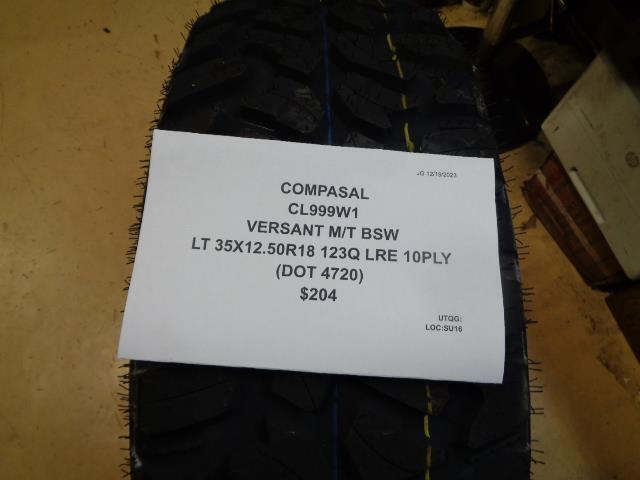 JG 12/19/2023
COMPASAL
CL999W1
VERSANT M/T BSW
LT 35X12.50R18 123Q LRE 10PLY
(DOT 4720)
$204
UTQG:
LOC:SU16